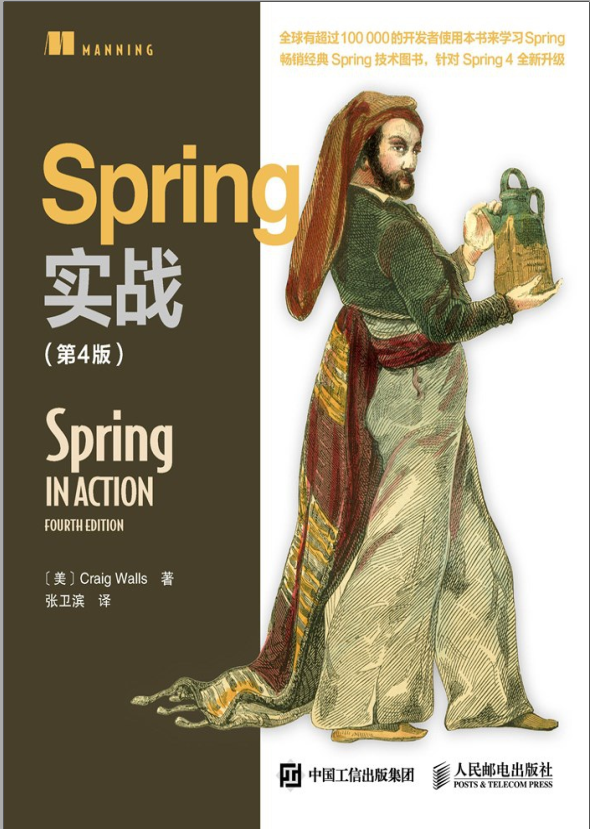 MANNING
全球有超过100 000的开发者使用本书来学习Spring
畅销经典 Spring 技术图书，针对 Spring 4 全新升级
Spring
实战
（第4版）
Spring
IN ACTION
FOURTH EDITION
［美］Craig Walls 著
张卫滨 译
中国工信出版集团
人民邮电出版社
POSTS & TELECOM PRESS